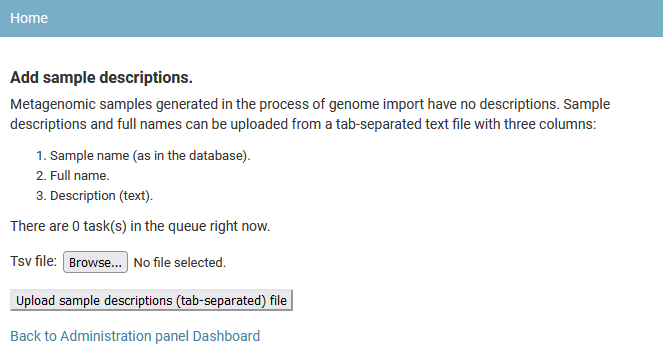 Home
Add sample descriptions.
Metagenomic samples generated in the process of genome import have no descriptions. Sample
descriptions and full names can be uploaded from a tab-separated text file with three columns:
1. Sample name (as in the database).
2. Full name.
3. Description (text).
There are 0 task(s) in the queue right now.
Tsv file: Browse... No file selected.
Upload sample descriptions (tab-separated) file
Back to Administration panel Dashboard